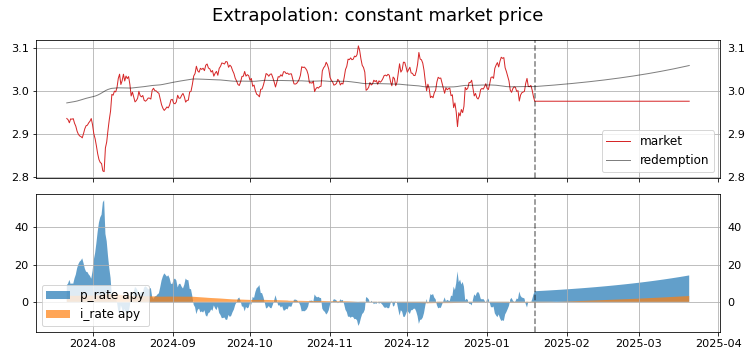 Extrapolation: constant market price
3.1 3.1
3.0 3.0
2.9 2.9
2.8 2.8
market
redemption
40 40
20 20
0 0
p_rate apy
i_rate apy
2024-08 2024-09 2024-10 2024-11 2024-12 2025-01 2025-02 2025-03 2025-04